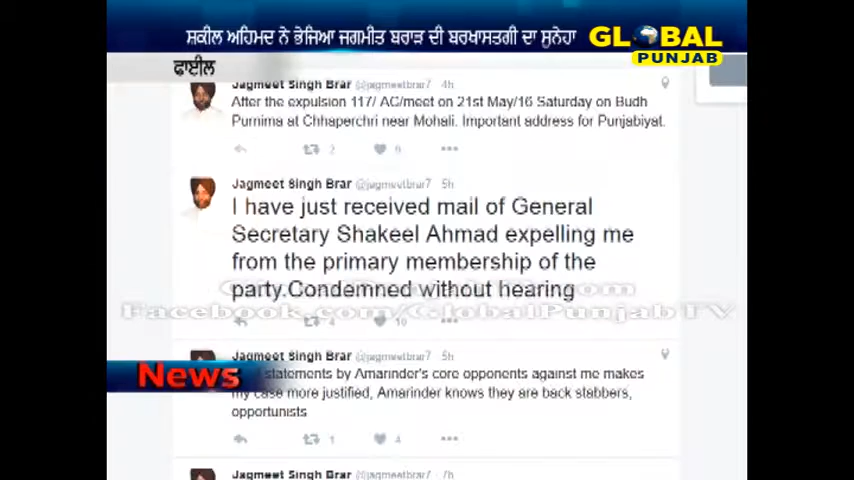 ਸ਼ਕੀਲ ਅਹਿਮਦ ਨੇ ਭੇਜਿਆ ਜਗਮੀਤ ਬਰਾੜ ਦੀ ਬਰਖਾਸਤਗੀ ਦਾ ਸੁਨੇਹਾ
GLOBAL
PUNJAB
ਫ਼ਾਈਲ
Jagmeet Singh Brar @jagmeetbrar7 4h
After the expulsion 117/ AC/meet on 21st May/16 Saturday on Budh
Purnima at Chhaperchri near Mohali. Important address for Punjabiyat.
2 9
Jagmeet Singh Brar @jagmeetbrar7 5h
I have just received mail of General
Secretary Shakeel Ahmad expelling me
from the primary membership of the
party.Condemned without hearing
Facebook.com/GlobalPunjabTV
4 10
Jagmeet Singh Brar @jagmeetbrar7 5h
statements by Amarinder's core opponents against me makes
my case more justified, Amarinder knows they are back stabbers,
opportunists
News
1 4
Jagmeet Singh Brar @jagmeetbrar7 7h